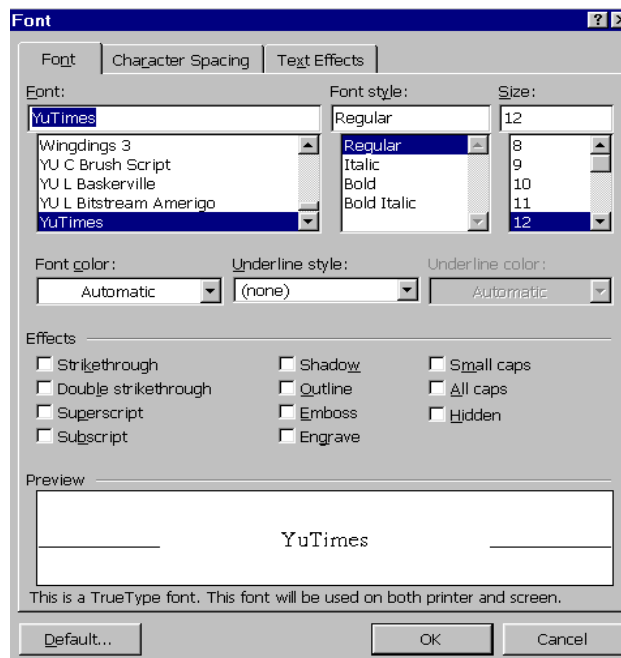 Font
Font Character Spacing Text Effects
Font: Font style: Size:
YuTimes Regular 12
Wingdings 3 Regular 8
YU C Brush Script Italic 9
YU L Baskerville Bold 10
YU L Bitstream Amerigo Bold Italic 11
YuTimes 12
Font color: Underline style: Underline color:
Automatic (none) Automatic
Effects
Strikethrough Shadow Small caps
Double strikethrough Outline All caps
Superscript Emboss Hidden
Subscript Engrave
Preview
YuTimes
This is a TrueType font. This font will be used on both printer and screen.
Default... OK Cancel